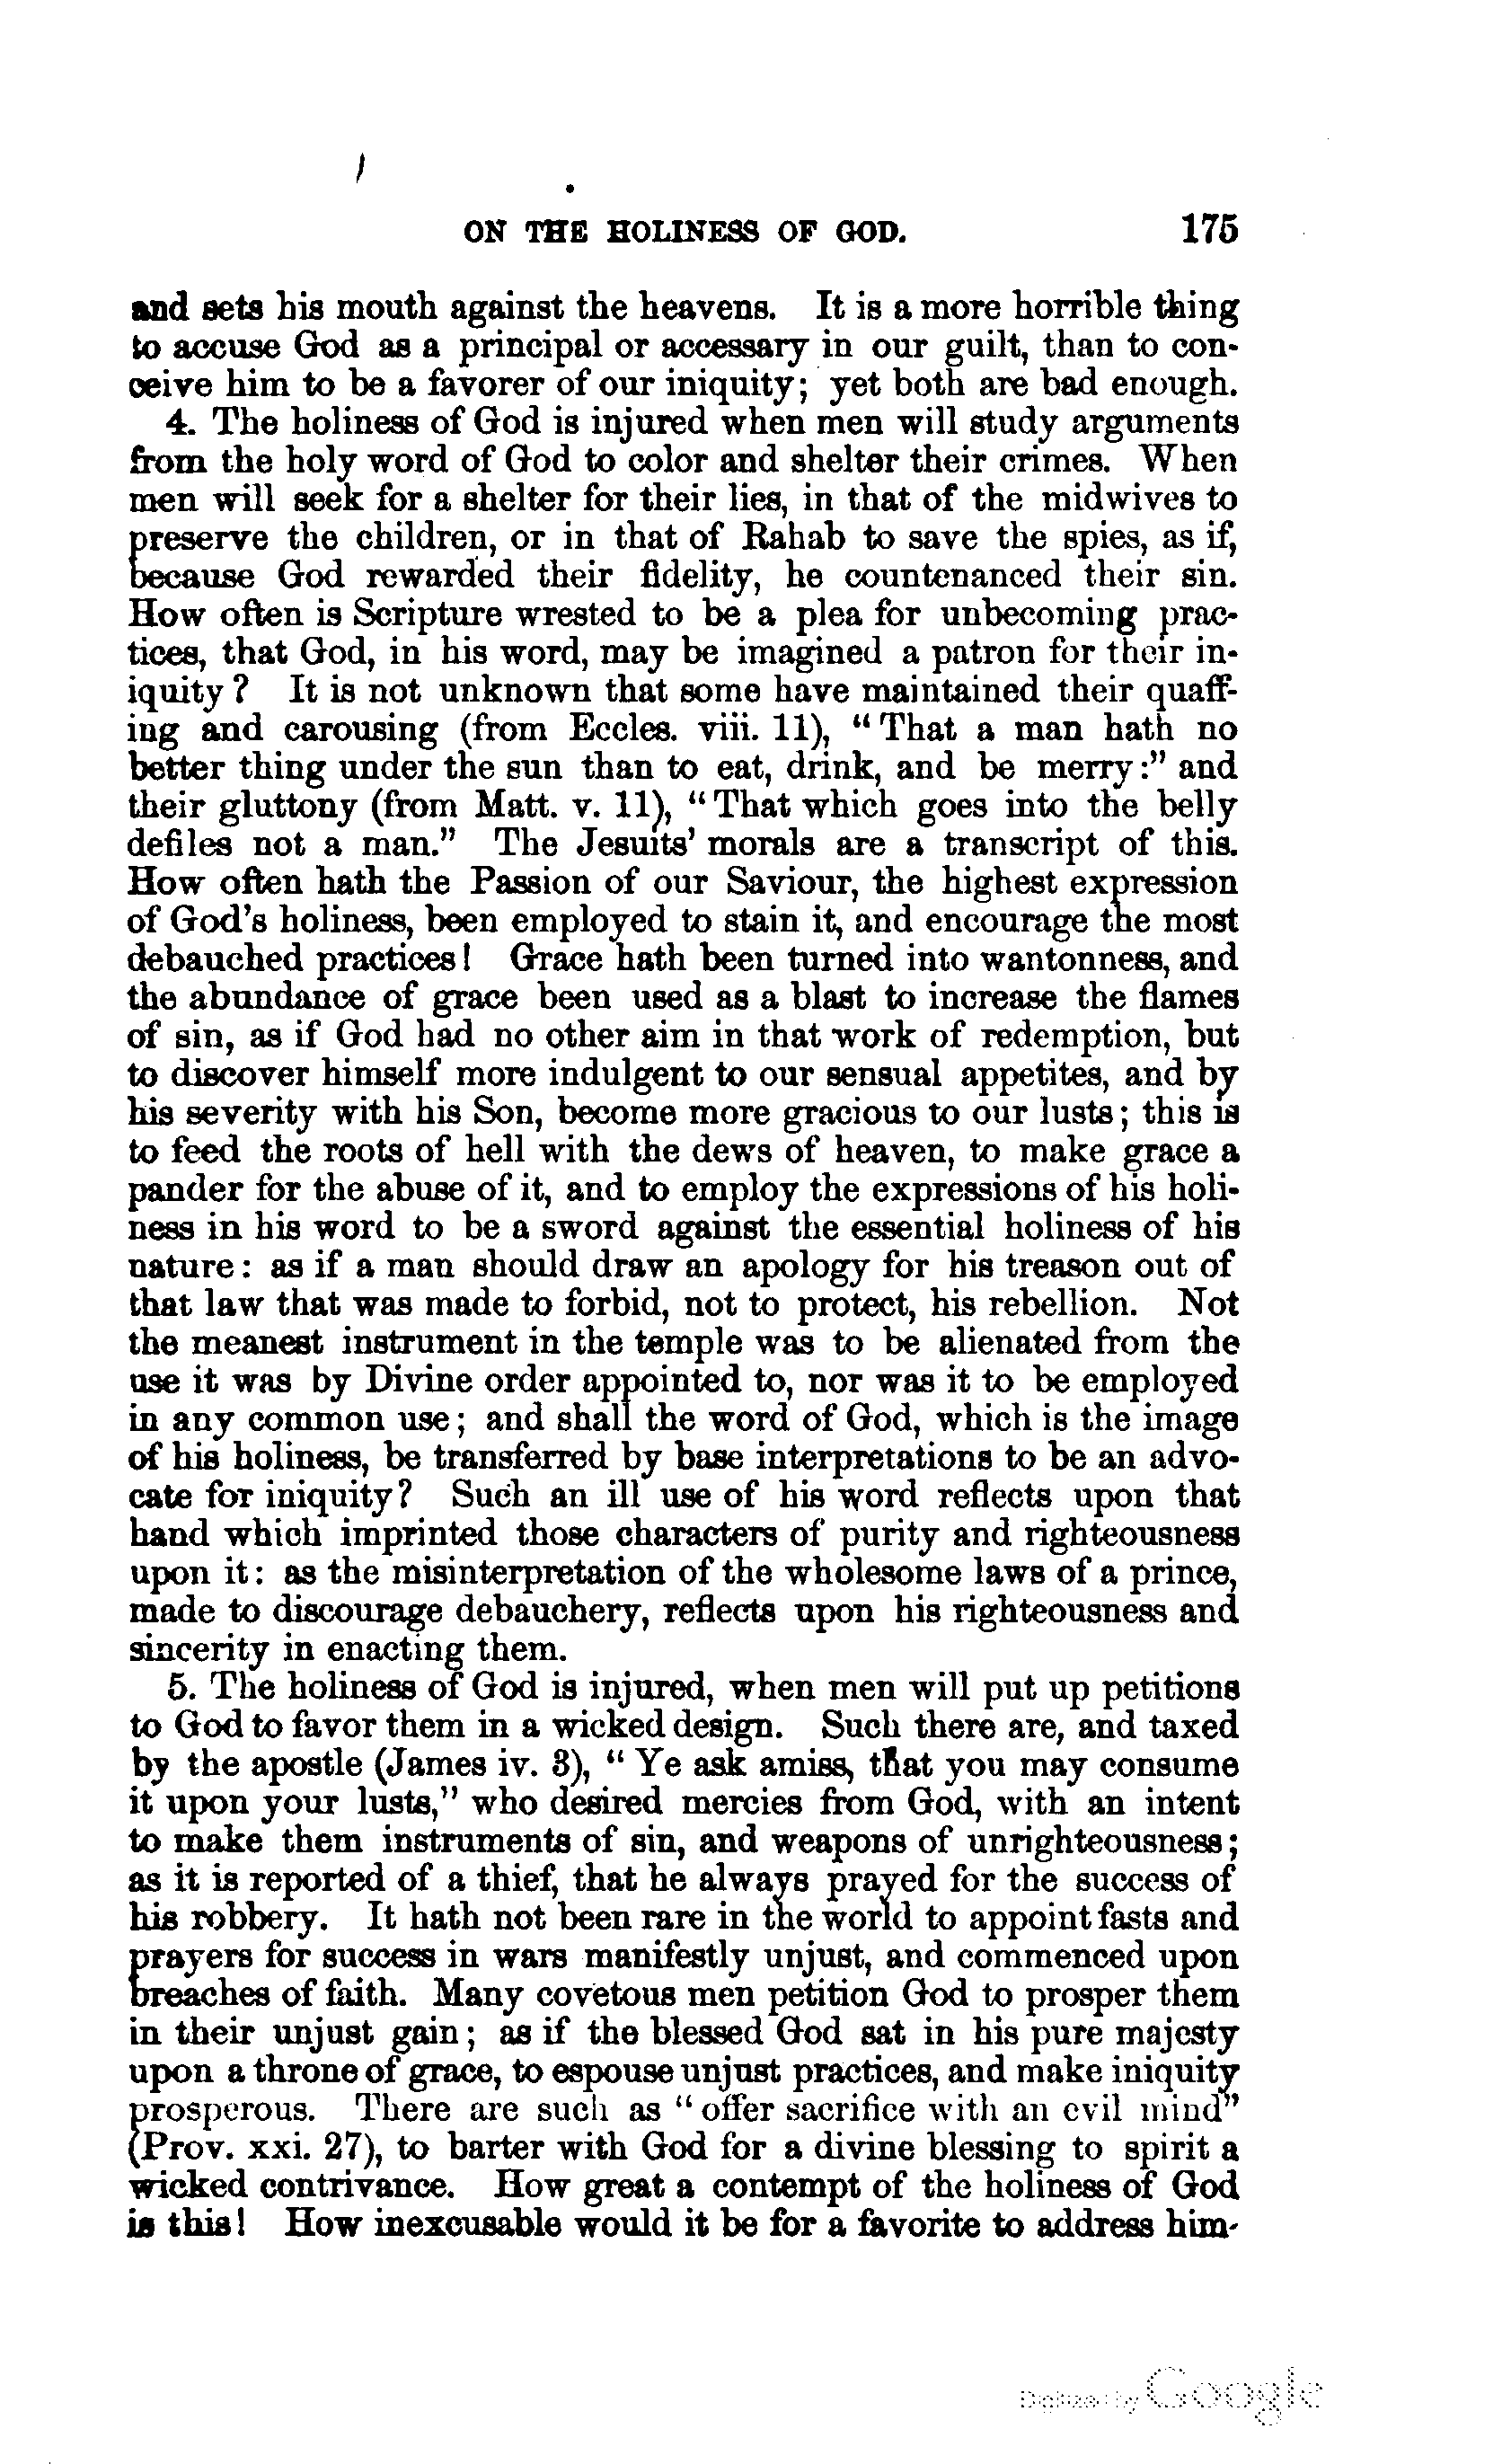 ON THE HOLINESS OF GOD. 175
and sets his mouth against the heavens. It is a more horrible thing
to accuse God as a principal or accessary in our guilt, than to con-
ceive him to be a favorer of our iniquity; yet both are bad enough.
4. The holiness of God is injured when men will study arguments
from the holy word of God to color and shelter their crimes. When
men will seek for a shelter for their lies, in that of the midwives to
preserve the children, or in that of Rahab to save the spies, as if,
because God rewarded their fidelity, he countenanced their sin.
How often is Scripture wrested to be a plea for unbecoming prac-
tices, that God, in his word, may be imagined a patron for their in-
iquity? It is not unknown that some have maintained their quaff-
ing and carousing (from Eccles. viii. 11), "That a man hath no
better thing under the sun than to eat, drink, and be merry:" and
their gluttony (from Matt. v. 11), "That which goes into the belly
defiles not a man." The Jesuits' morals are a transcript of this.
How often hath the Passion of our Saviour, the highest expression
of God's holiness, been employed to stain it, and encourage the most
debauched practices! Grace hath been turned into wantonness, and
the abundance of grace been used as a blast to increase the flames
of sin, as if God had no other aim in that work of redemption, but
to discover himself more indulgent to our sensual appetites, and by
his severity with his Son, become more gracious to our lusts; this is
to feed the roots of hell with the dews of heaven, to make grace a
pander for the abuse of it, and to employ the expressions of his holi-
ness in his word to be a sword against the essential holiness of his
nature: as if a man should draw an apology for his treason out of
that law that was made to forbid, not to protect, his rebellion. Not
the meanest instrument in the temple was to be alienated from the
use it was by Divine order appointed to, nor was it to be employed
in any common use; and shall the word of God, which is the image
of his holiness, be transferred by base interpretations to be an advo-
cate for iniquity? Such an ill use of his word reflects upon that
hand which imprinted those characters of purity and righteousness
upon it: as the misinterpretation of the wholesome laws of a prince,
made to discourage debauchery, reflects upon his righteousness and
sincerity in enacting them.
5. The holiness of God is injured, when men will put up petitions
to God to favor them in a wicked design. Such there are, and taxed
by the apostle (James iv. 3), "Ye ask amiss, that you may consume
it upon your lusts," who desired mercies from God, with an intent
to make them instruments of sin, and weapons of unrighteousness;
as it is reported of a thief, that he always prayed for the success of
his robbery. It hath not been rare in the world to appoint fasts and
prayers for success in wars manifestly unjust, and commenced upon
breaches of faith. Many covetous men petition God to prosper them
in their unjust gain; as if the blessed God sat in his pure majesty
upon a throne of grace, to espouse unjust practices, and make iniquity
prosperous. There are such as "offer sacrifice with an evil mind"
(Prov. xxi. 27), to barter with God for a divine blessing to spirit a
wicked contrivance. How great a contempt of the holiness of God
is this! How inexcusable would it be for a favorite to address him-
Digitized by Google